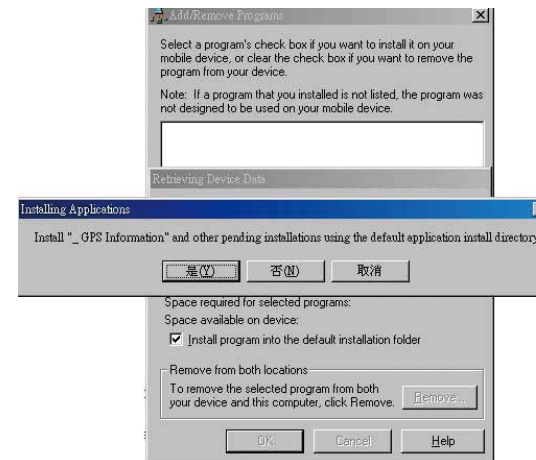 Add/Remove Programs
Select a program's check box if you want to install it on your
mobile device, or clear the check box if you want to remove the
program from your device.
Note: If a program that you installed is not listed, the program was
not designed to be used on your mobile device.
Retrieving Device Data
Installing Applications
Install "_ GPS Information" and other pending installations using the default application install directory
是(Y) 否(N) 取消
Space required for selected programs:
Space available on device:
Install program into the default installation folder
Remove from both locations
To remove the selected program from both
your device and this computer, click Remove.
Remove...
OK Cancel Help